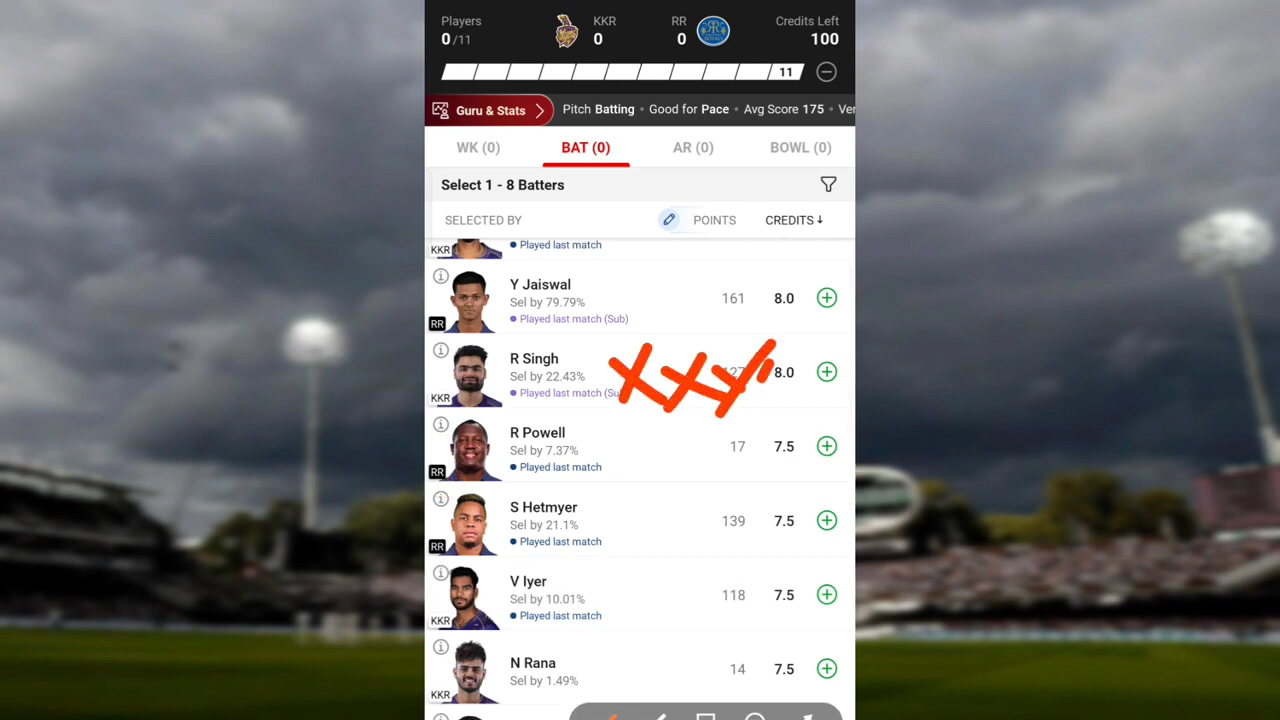 Players KKR RR Credits Left
0 /11 0 0 100
11
Guru & Stats Pitch Batting • Good for Pace • Avg Score 175 •
WK (0) BAT (0) AR (0) BOWL (0)
Select 1 - 8 Batters
SELECTED BY POINTS CREDITS↓
KKR Played last match
Y Jaiswal
Sel by 79.79% 161 8.0
RR Played last match (Sub)
R Singh
Sel by 22.43% 8.0
KKR Played last match
XXX
R Powell
Sel by 7.37% 17 7.5
RR Played last match
S Hetmyer
Sel by 21.1% 139 7.5
RR Played last match
V Iyer
Sel by 10.01% 118 7.5
KKR Played last match
N Rana
Sel by 1.49% 14 7.5
KKR